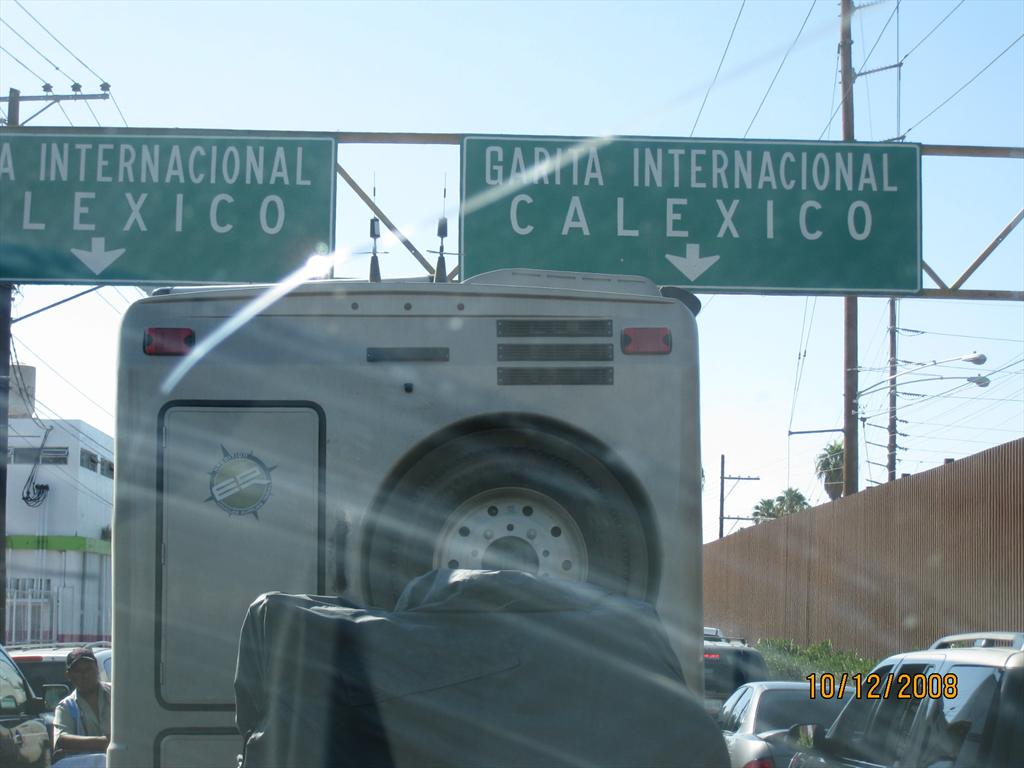 A INTERNACIONAL
LEXICO
GARITA INTERNACIONAL
CALEXICO
10/12/2008